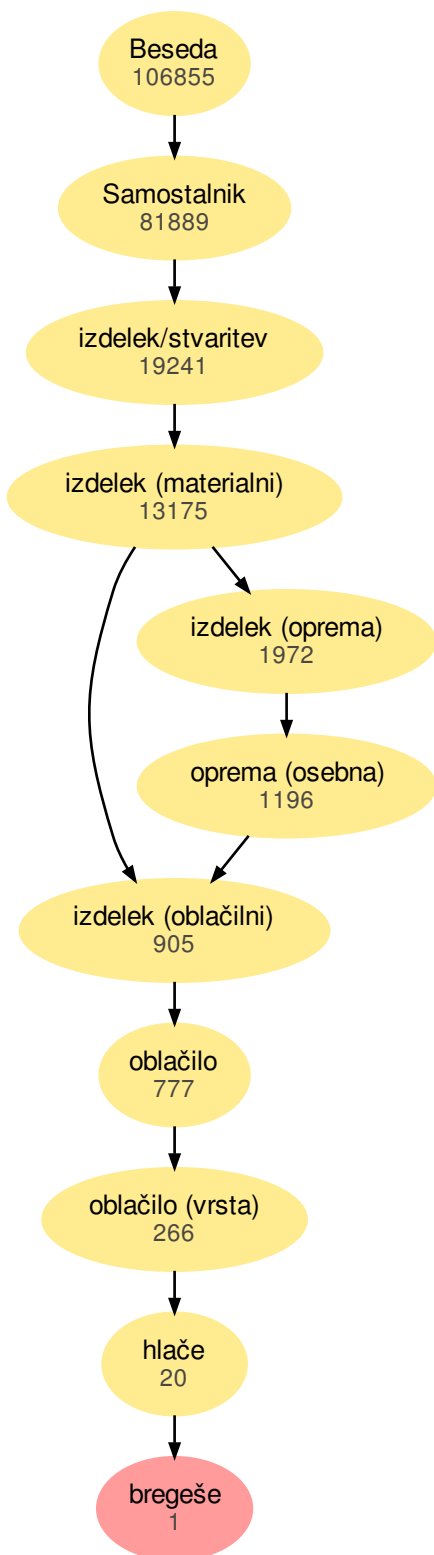 Beseda
106855
Samostalnik
81889
izdelek/stvaritev
19241
izdelek (materialni)
13175
izdelek (oprema)
1972
oprema (osebna)
1196
izdelek (oblačilni)
905
oblačilo
777
oblačilo (vrsta)
266
hlače
20
bregeše
1